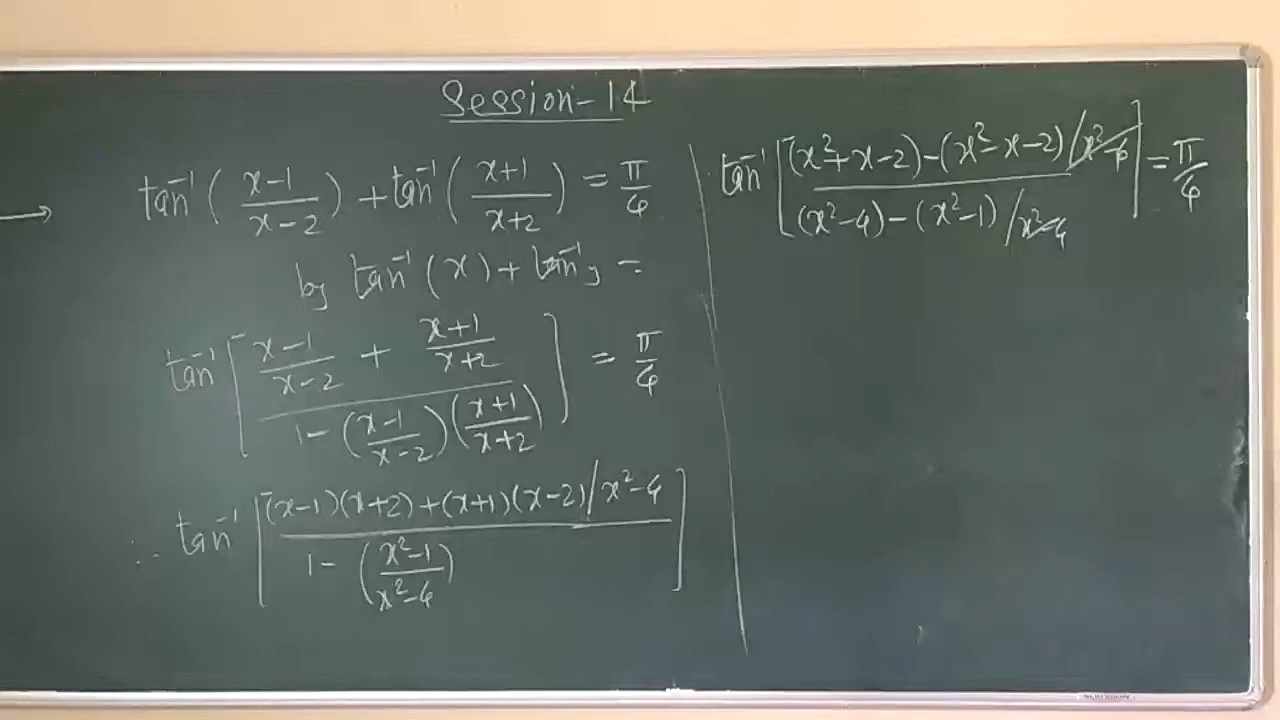 Session-14
tan⁻¹((x-1)/(x-2)) + tan⁻¹((x+1)/(x+2)) = π/4
by tan⁻¹(x) + tan⁻¹y =
tan⁻¹[((x-1)/(x-2) + (x+1)/(x+2))/(1-((x-1)/(x-2))((x+1)/(x+2)))] = π/4
∴ tan⁻¹[((x-1)(x+2)+(x+1)(x-2)/x²-4)/(1-((x²-1)/(x²-4)))]
tan⁻¹[((x²+x-2)-(x²-x-2)/x²-4)/((x²-4)-(x²-1)/x²-4)] = π/4